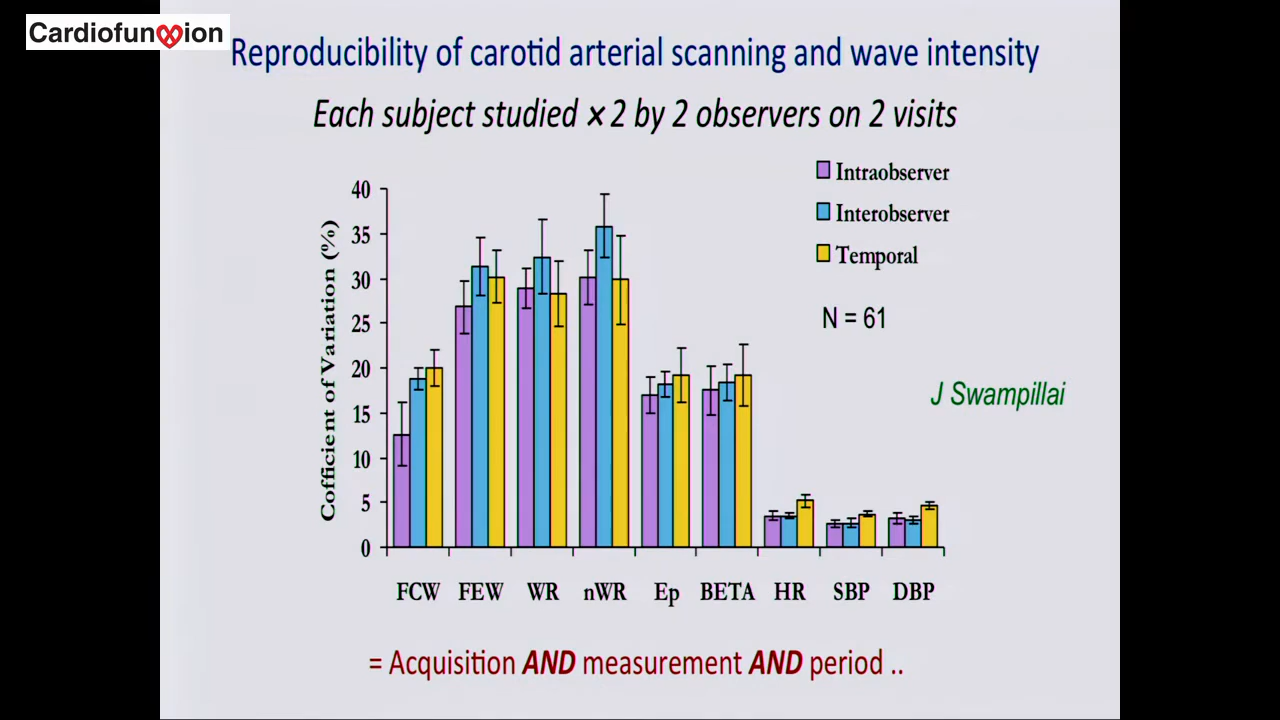 Cardiofun ion
Reproducibility of carotid arterial scanning and wave intensity
Each subject studied × 2 by 2 observers on 2 visits
Intraobserver
Interobserver
Temporal
N = 61
J Swampillai
Cofficient of Variation (%)
40
35
30
25
20
15
10
5
0
FCW FEW WR nWR Ep BETA HR SBP DBP
= Acquisition AND measurement AND period ..